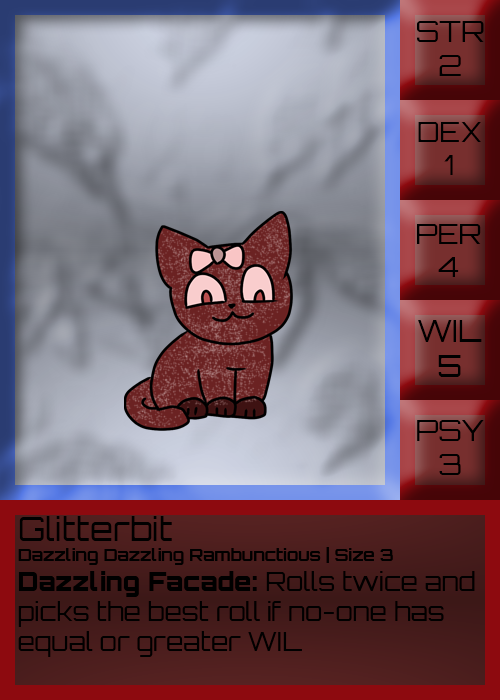 STR
2
DEX
1
PER
4
WIL
5
PSY
3
Glitterbit
Dazzling Dazzling Rambunctious | Size 3
Dazzling Facade: Rolls twice and
picks the best roll if no-one has
equal or greater WIL